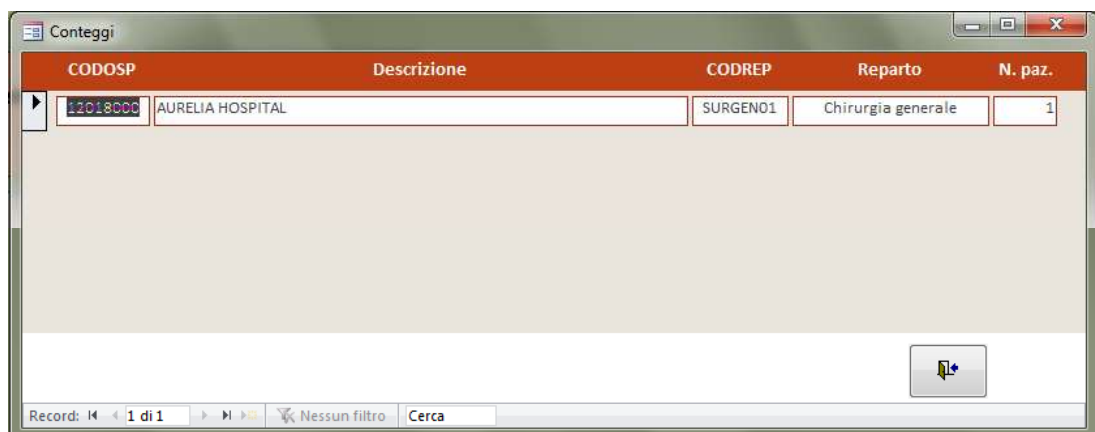 Conteggi
CODOSP Descrizione CODREP Reparto N. paz.
12018000 AURELIA HOSPITAL SURGEN01 Chirurgia generale 1
Record: 1 di 1 Nessun filtro Cerca